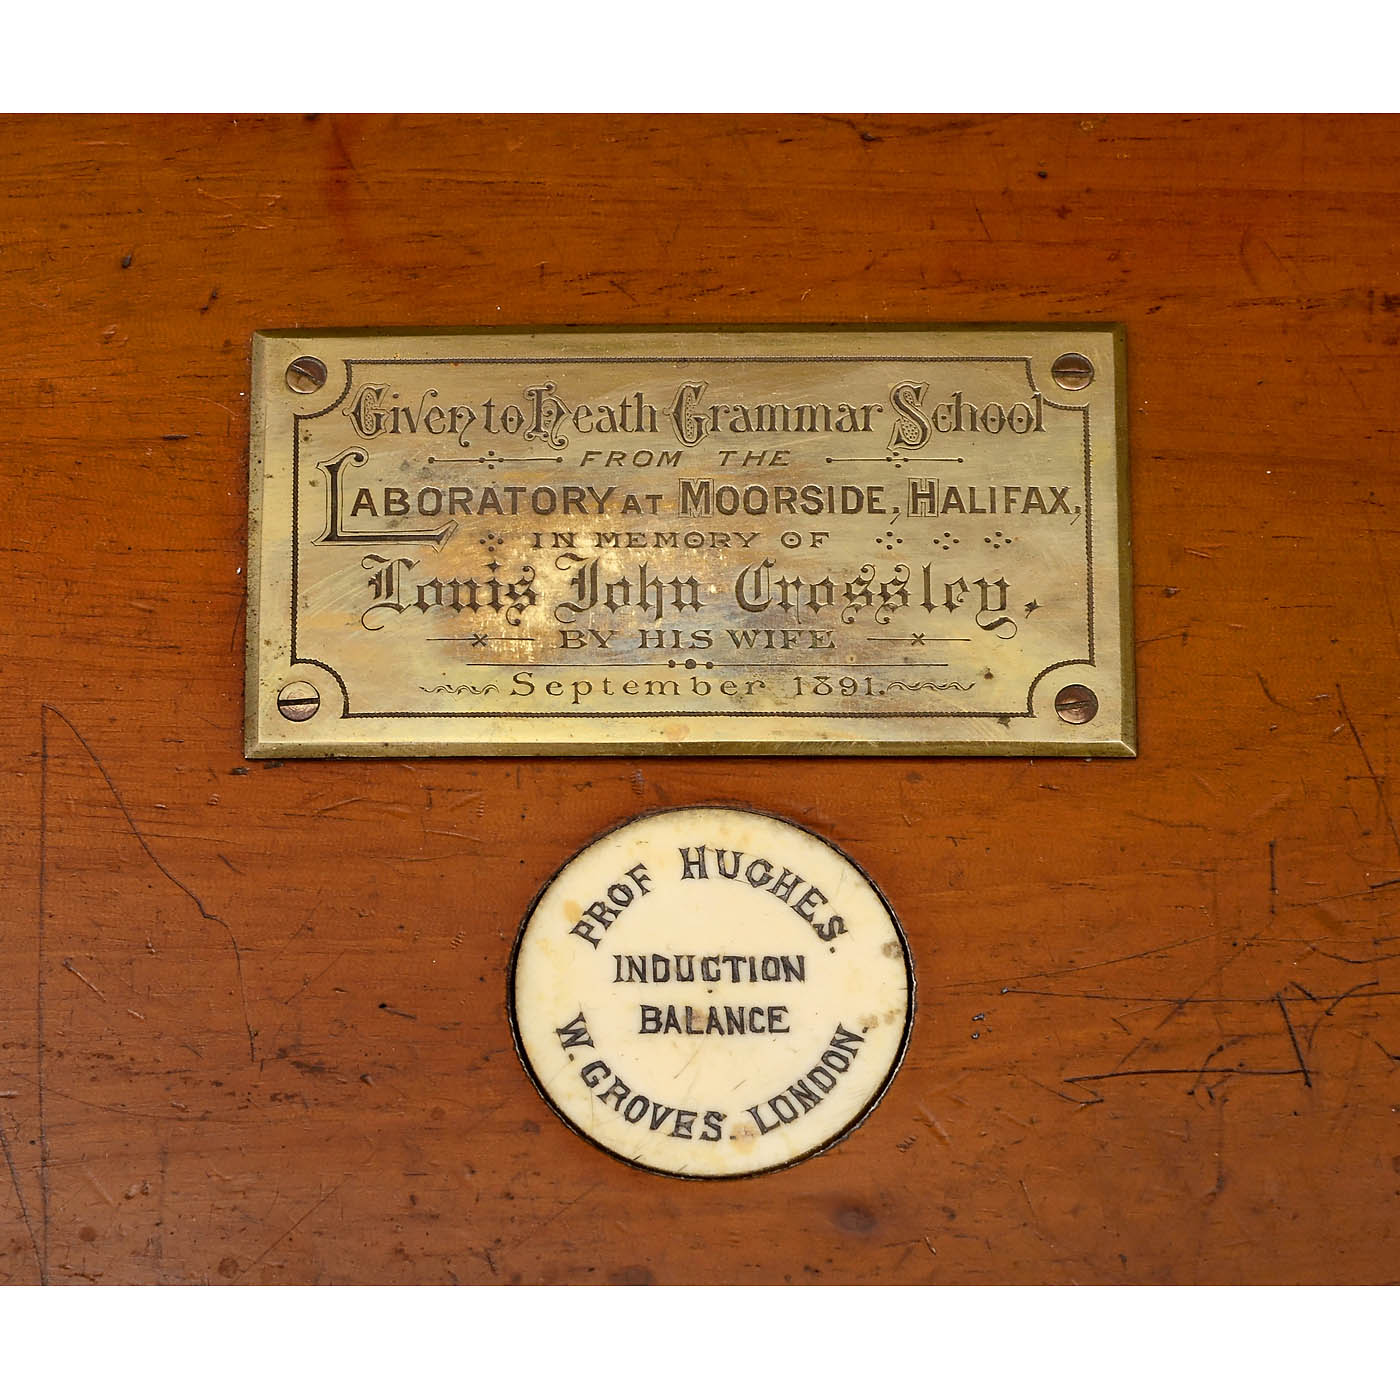 Given to Heath Grammar School
FROM THE
LABORATORY AT MOORSIDE, HALIFAX,
IN MEMORY OF
Louis John Crossley,
BY HIS WIFE
September 1891.
PROF HUGHES.
INDUCTION
BALANCE
W. GROVES. LONDON.